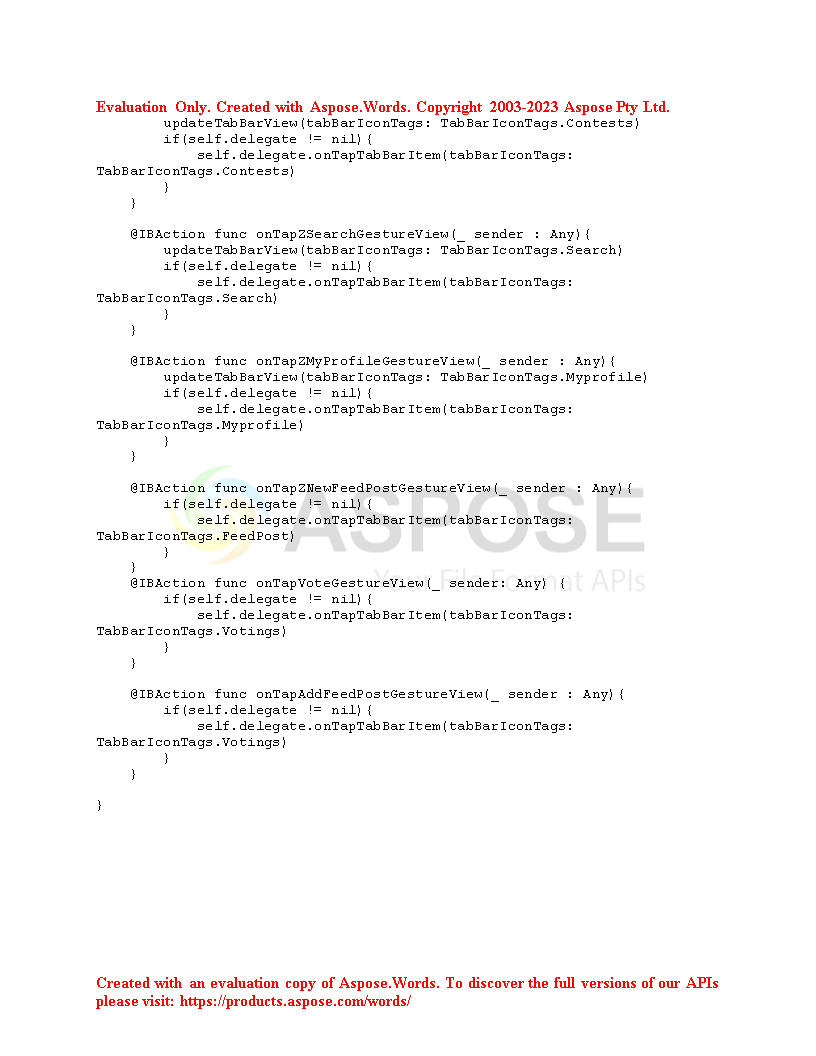 Evaluation Only. Created with Aspose.Words. Copyright 2003-2023 Aspose Pty Ltd.
        updateTabBarView(tabBarIconTags: TabBarIconTags.Contests)
        if(self.delegate != nil){
            self.delegate.onTapTabBarItem(tabBarIconTags:
TabBarIconTags.Contests)
        }
    }

    @IBAction func onTapZSearchGestureView(_ sender : Any){
        updateTabBarView(tabBarIconTags: TabBarIconTags.Search)
        if(self.delegate != nil){
            self.delegate.onTapTabBarItem(tabBarIconTags:
TabBarIconTags.Search)
        }
    }

    @IBAction func onTapZMyProfileGestureView(_ sender : Any){
        updateTabBarView(tabBarIconTags: TabBarIconTags.Myprofile)
        if(self.delegate != nil){
            self.delegate.onTapTabBarItem(tabBarIconTags:
TabBarIconTags.Myprofile)
        }
    }

    @IBAction func onTapZNewFeedPostGestureView(_ sender : Any){
        if(self.delegate != nil){
            self.delegate.onTapTabBarItem(tabBarIconTags:
TabBarIconTags.FeedPost)
        }
    }
    @IBAction func onTapVoteGestureView(_ sender: Any) {
        if(self.delegate != nil){
            self.delegate.onTapTabBarItem(tabBarIconTags:
TabBarIconTags.Votings)
        }
    }

    @IBAction func onTapAddFeedPostGestureView(_ sender : Any){
        if(self.delegate != nil){
            self.delegate.onTapTabBarItem(tabBarIconTags:
TabBarIconTags.Votings)
        }
    }

}
ASPOSE
Your File Format APIs
Created with an evaluation copy of Aspose.Words. To discover the full versions of our APIs
please visit: https://products.aspose.com/words/